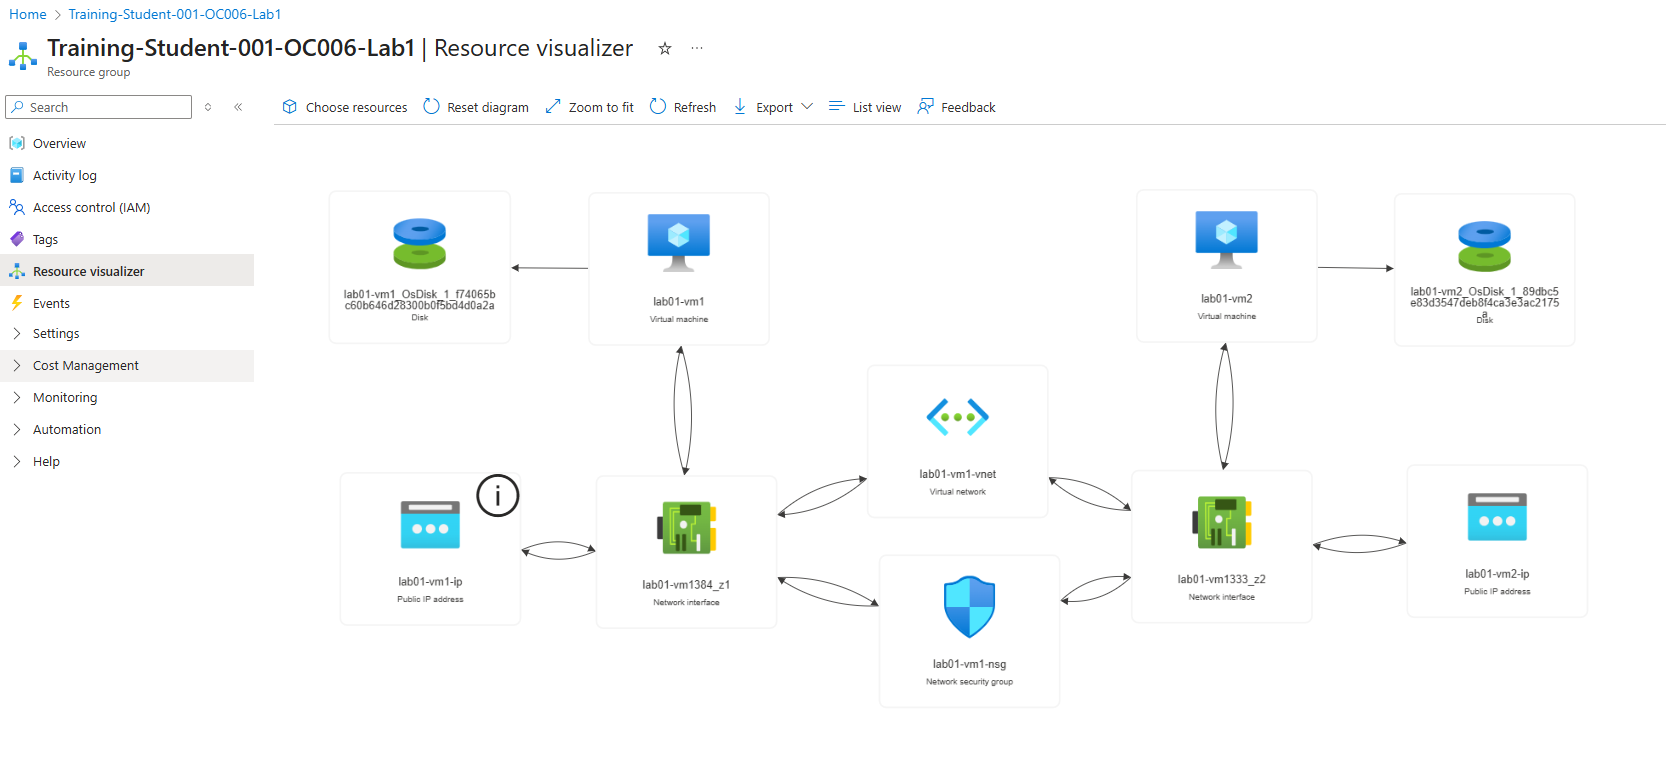 Home > Training-Student-001-OC006-Lab1
Training-Student-001-OC006-Lab1 | Resource visualizer
Resource group
Search
Choose resources
Reset diagram
Zoom to fit
Refresh
Export
List view
Feedback
Overview
Activity log
Access control (IAM)
Tags
Resource visualizer
Events
Settings
Cost Management
Monitoring
Automation
Help
lab01-vm1_OsDisk_1_f74065b
c60b646d28300b0f5bd4d0a2a
Disk
lab01-vm1
Virtual machine
lab01-vm2
Virtual machine
lab01-vm2_OsDisk_1_89dbc5
e83d3547deb8f4ca3e3ac2175
a
Disk
lab01-vm1-vnet
Virtual network
lab01-vm1-ip
Public IP address
lab01-vm1384_z1
Network interface
lab01-vm1333_z2
Network interface
lab01-vm2-ip
Public IP address
lab01-vm1-nsg
Network security group